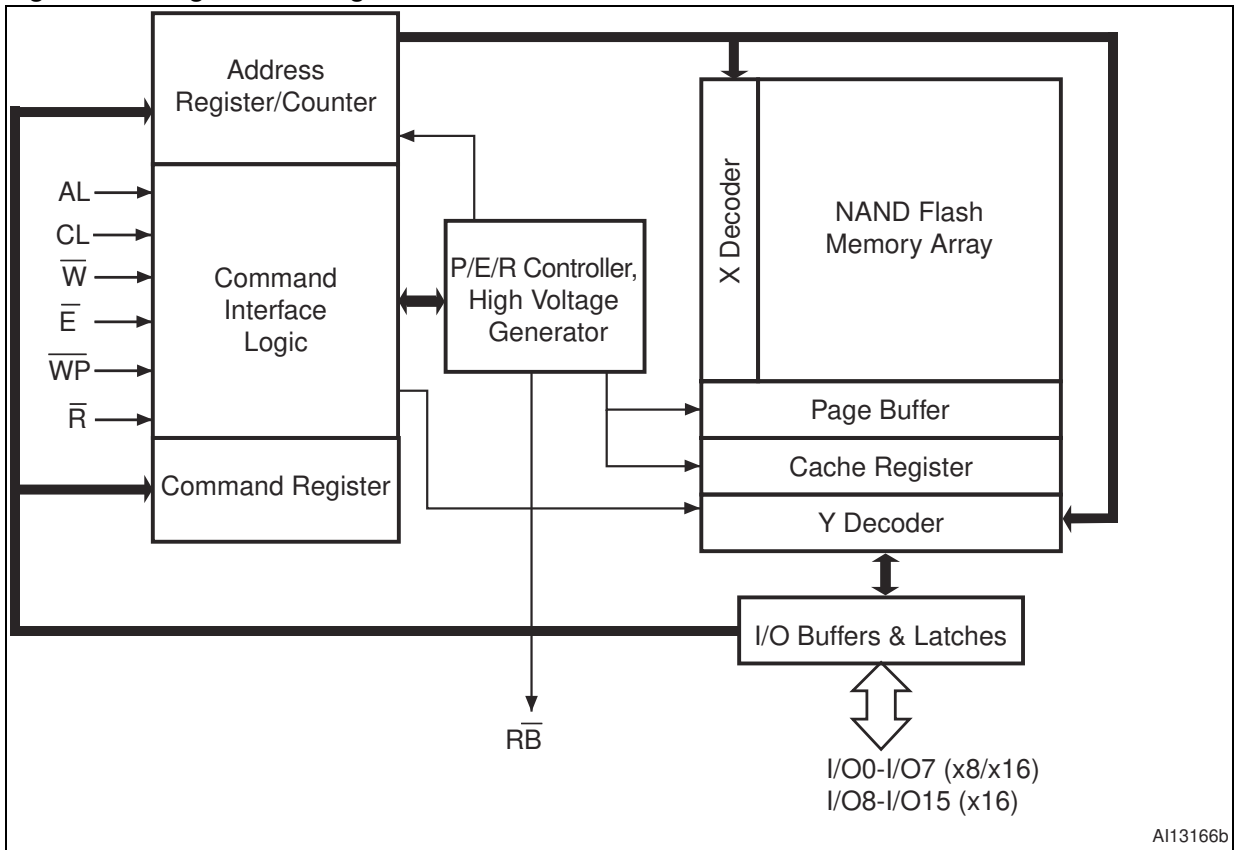 Address
Register/Counter
AL
CL
W̅
E̅
W̅P̅
R̅
Command
Interface
Logic
Command Register
P/E/R Controller,
High Voltage
Generator
RB̅
X Decoder
NAND Flash
Memory Array
Page Buffer
Cache Register
Y Decoder
I/O Buffers & Latches
I/O0-I/O7 (x8/x16)
I/O8-I/O15 (x16)
AI13166b